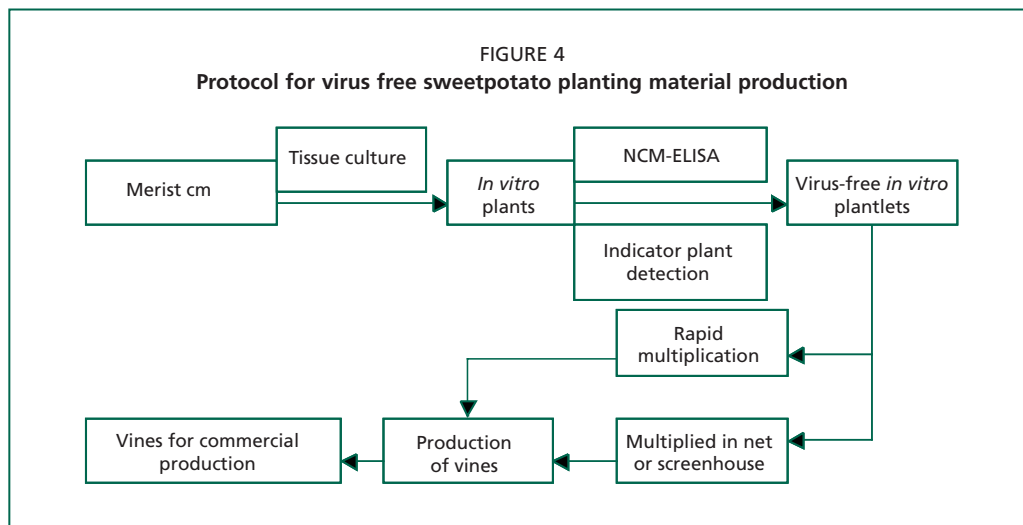 FIGURE 4
Protocol for virus free sweetpotato planting material production
Merist cm
Tissue culture
In vitro
plants
NCM-ELISA
Indicator plant
detection
Virus-free in vitro
plantlets
Rapid
multiplication
Multiplied in net
or screenhouse
Production
of vines
Vines for commercial
production